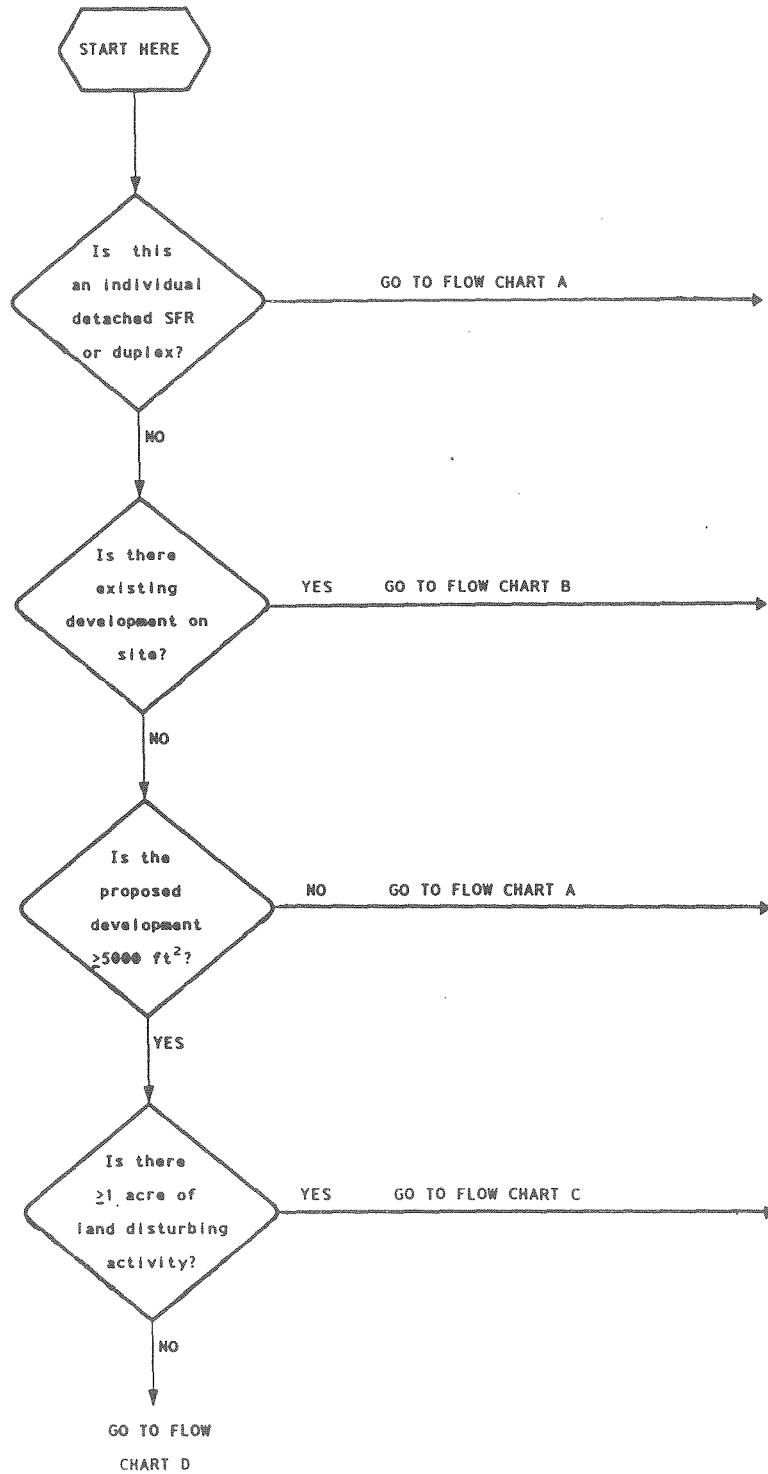 START HERE
Is this
an individual
detached SFR
or duplex?
GO TO FLOW CHART A
NO
Is there
existing
development on
site?
YES GO TO FLOW CHART B
NO
Is the
proposed
development
≥5000 ft²?
NO GO TO FLOW CHART A
YES
Is there
≥1 acre of
land disturbing
activity?
YES GO TO FLOW CHART C
NO
GO TO FLOW
CHART D